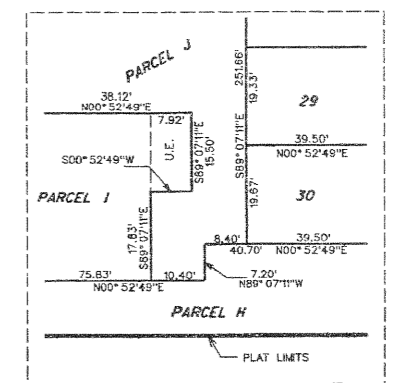 PARCEL J
251.66'
19.33'
29
38.12'
N00° 52'49"E
7.92'
U.E.
S89° 07'11"E
15.50'
S89° 07'11"E
39.50'
N00° 52'49"E
S00° 52'49"W
PARCEL I
17.83'
S89° 07'11"E
19.67'
30
8.40'
40.70'
39.50'
N00° 52'49"E
75.83'
N00° 52'49"E
10.40'
7.20'
N89° 07'11"W
PARCEL H
PLAT LIMITS